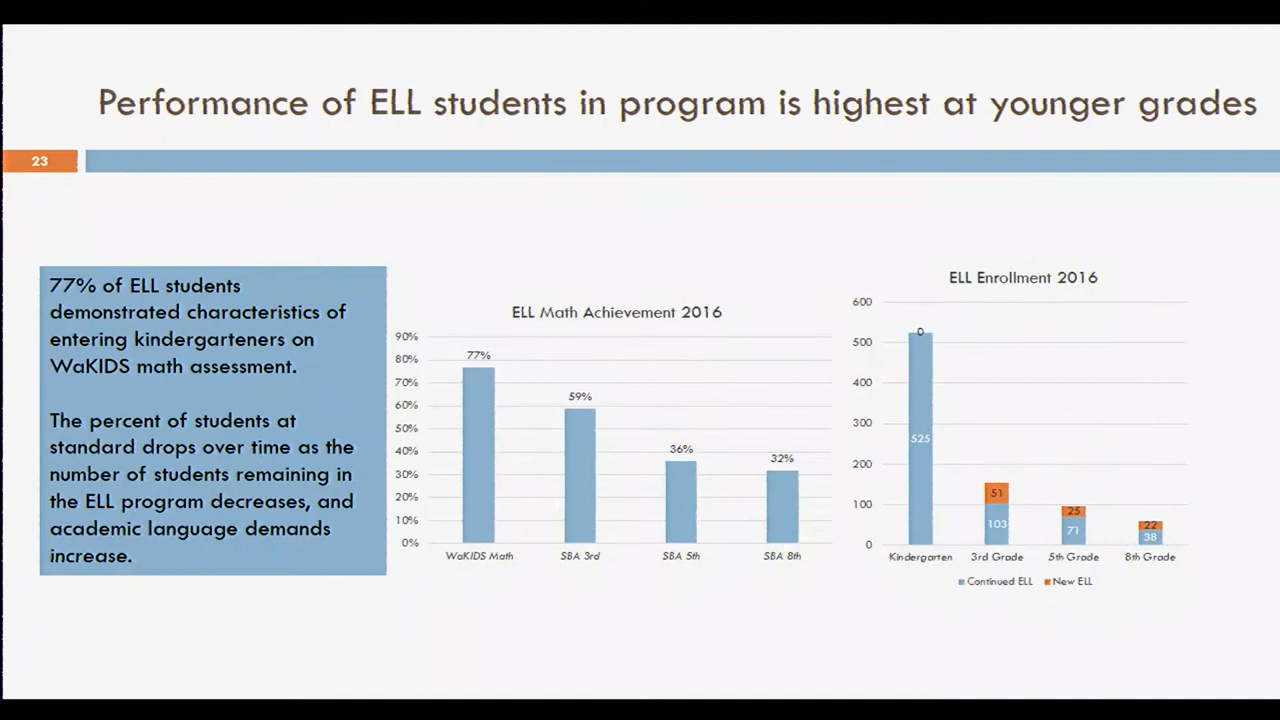 Performance of ELL students in program is highest at younger grades
23
77% of ELL students
demonstrated characteristics of
entering kindergarteners on
WaKIDS math assessment.
The percent of students at
standard drops over time as the
number of students remaining in
the ELL program decreases, and
academic language demands
increase.
ELL Math Achievement 2016
90%
80%
70%
60%
50%
40%
30%
20%
10%
0%
77%
59%
36%
32%
WaKIDS Math
SBA 3rd
SBA 5th
SBA 8th
ELL Enrollment 2016
600
500
400
300
200
100
0
0
525
51
103
25
71
22
38
Kindergarten
3rd Grade
5th Grade
8th Grade
Continued ELL
New ELL